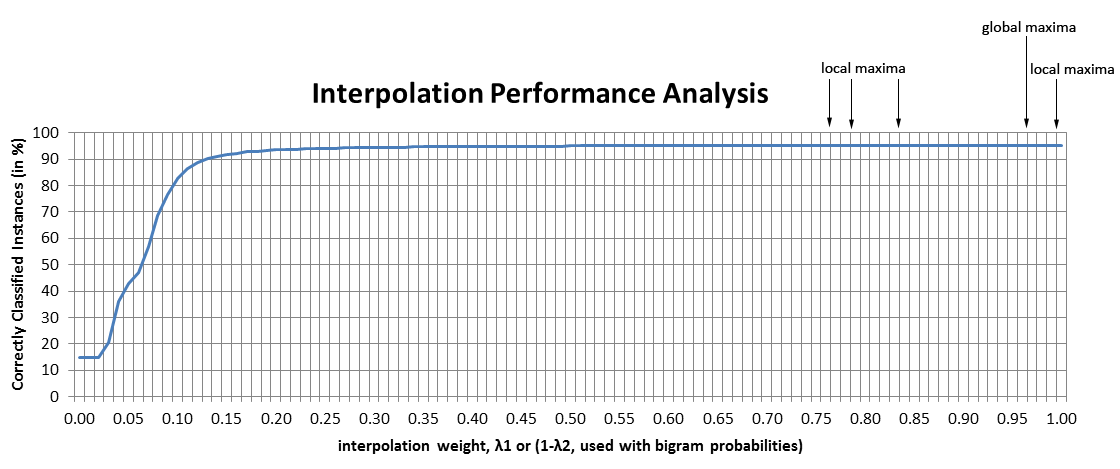 global maxima
local maxima
local maxima
Interpolation Performance Analysis
Correctly Classified Instances (in %)
100
90
80
70
60
50
40
30
20
10
0
0.00 0.05 0.10 0.15 0.20 0.25 0.30 0.35 0.40 0.45 0.50 0.55 0.60 0.65 0.70 0.75 0.80 0.85 0.90 0.95 1.00
interpolation weight, λ1 or (1-λ2, used with bigram probabilities)